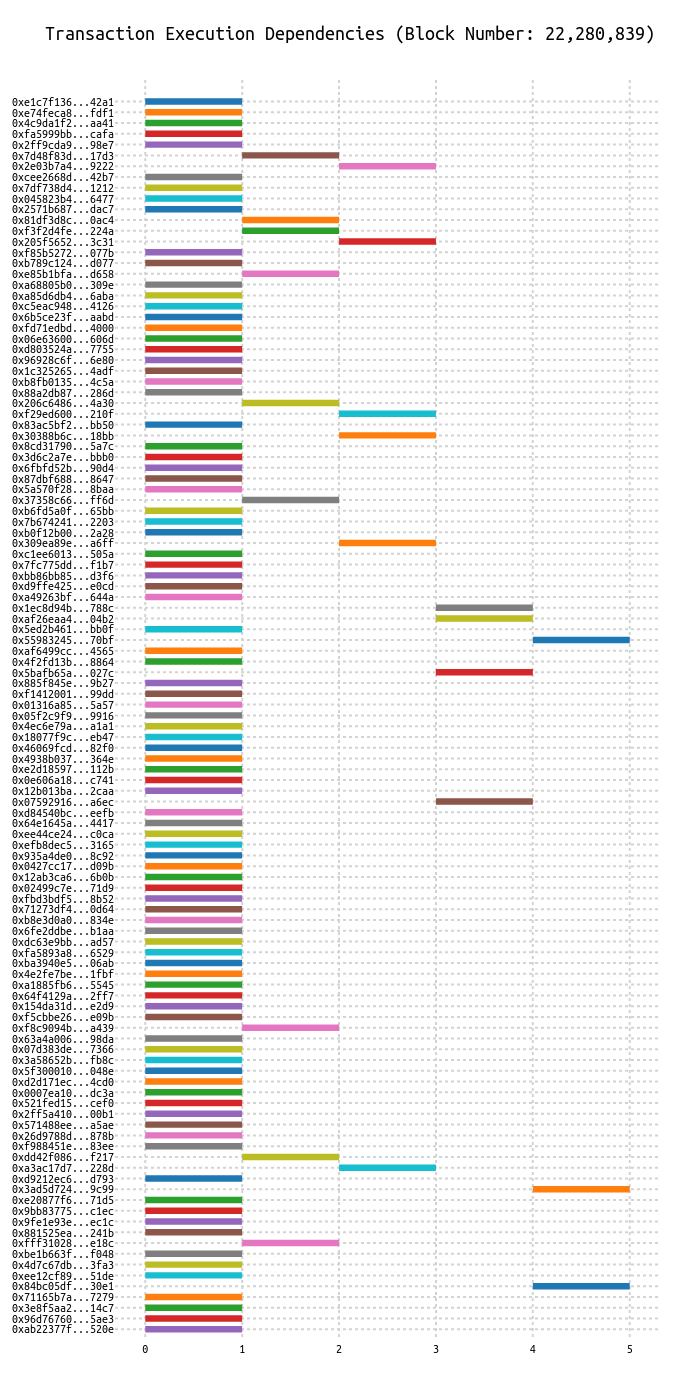 Transaction Execution Dependencies (Block Number: 22,280,839)
0xe1c7f136...42a1
0xe74feca8...fdf1
0x4c9da1f2...aa41
0xfa5999bb...cafa
0x2ff9cda9...98e7
0x7d48f83d...17d3
0x2e03b7a4...9222
0xcee2668d...42b7
0x7df738d4...1212
0x045823b4...6477
0x2571b687...dac7
0x81df3d8c...0ac4
0xf3f2d4fe...224a
0x205f5652...3c31
0xf85b5272...077b
0xb789c124...d077
0xe85b1bfa...d658
0xa68805b0...309e
0xa85d6db4...6aba
0xc5eac948...4126
0x6b5ce23f...aabd
0xfd71edbd...4000
0x06e63600...606d
0xd803524a...7755
0x96928c6f...6e80
0x1c325265...4adf
0xb8fb0135...4c5a
0x88a2db87...286d
0x206c6486...4a30
0xf29ed600...210f
0x83ac5bf2...bb50
0x30388b6c...18bb
0x8cd31790...5a7c
0x3d6c2a7e...bbb0
0x6fbfd52b...90d4
0x87dbf688...8647
0x5a570f28...8baa
0x37358c66...ff6d
0xb6fd5a0f...65bb
0x7b674241...2203
0xb0f12b00...2a28
0x309ea89e...a6ff
0xc1ee6013...505a
0x7fc775dd...f1b7
0xbb86bb85...d3f6
0xd9ffe425...e0cd
0xa49263bf...644a
0x1ec8d94b...788c
0xaf26eaa4...04b2
0x5ed2b461...bb0f
0x55983245...70bf
0xaf6499cc...4565
0x4f2fd13b...8864
0x5bafb65a...027c
0x885f845e...9b27
0xf1412001...99dd
0x01316a85...5a57
0x05f2c9f9...9916
0x4ec6e79a...a1a1
0x18077f9c...eb47
0x46069fcd...82f0
0x4938b037...364e
0xe2d18597...112b
0x0e606a18...c741
0x12b013ba...2caa
0x07592916...a6ec
0xd84540bc...eefb
0x64e1645a...4417
0xee44ce24...c0ca
0xefb8dec5...3165
0x935a4de0...8c92
0x0427cc17...d09b
0x12ab3ca6...6b0b
0x02499c7e...71d9
0xfbd3bdf5...8b52
0x71273df4...0d64
0xb8e3d0a0...834e
0x6fe2ddbe...b1aa
0xdc63e9bb...ad57
0xfa5893a8...6529
0xba3940e5...06ab
0x4e2fe7be...1fbf
0xa1885fb6...5545
0x64f4129a...2ff7
0x154da31d...e2d9
0xf5cbbe26...e09b
0xf8c9094b...a439
0x63a4a006...98da
0x07d383de...7366
0x3a58652b...fb8c
0x5f300010...048e
0xd2d171ec...4cd0
0x0007ea10...dc3a
0x521fed15...cef0
0x2ff5a410...00b1
0x571488ee...a5ae
0x26d9788d...878b
0xf988451e...83ee
0xdd42f086...f217
0xa3ac17d7...228d
0xd9212ec6...d793
0x3ad5d724...9c99
0xe20877f6...71d5
0x9bb83775...c1ec
0x9fe1e93e...ec1c
0x881525ea...241b
0xfff31028...e18c
0xbe1b663f...f048
0x4d7c67db...3fa3
0xee12cf89...51de
0x84bc05df...30e1
0x71165b7a...7279
0x3e8f5aa2...14c7
0x96d76760...5ae3
0xab22377f...520e
0 1 2 3 4 5